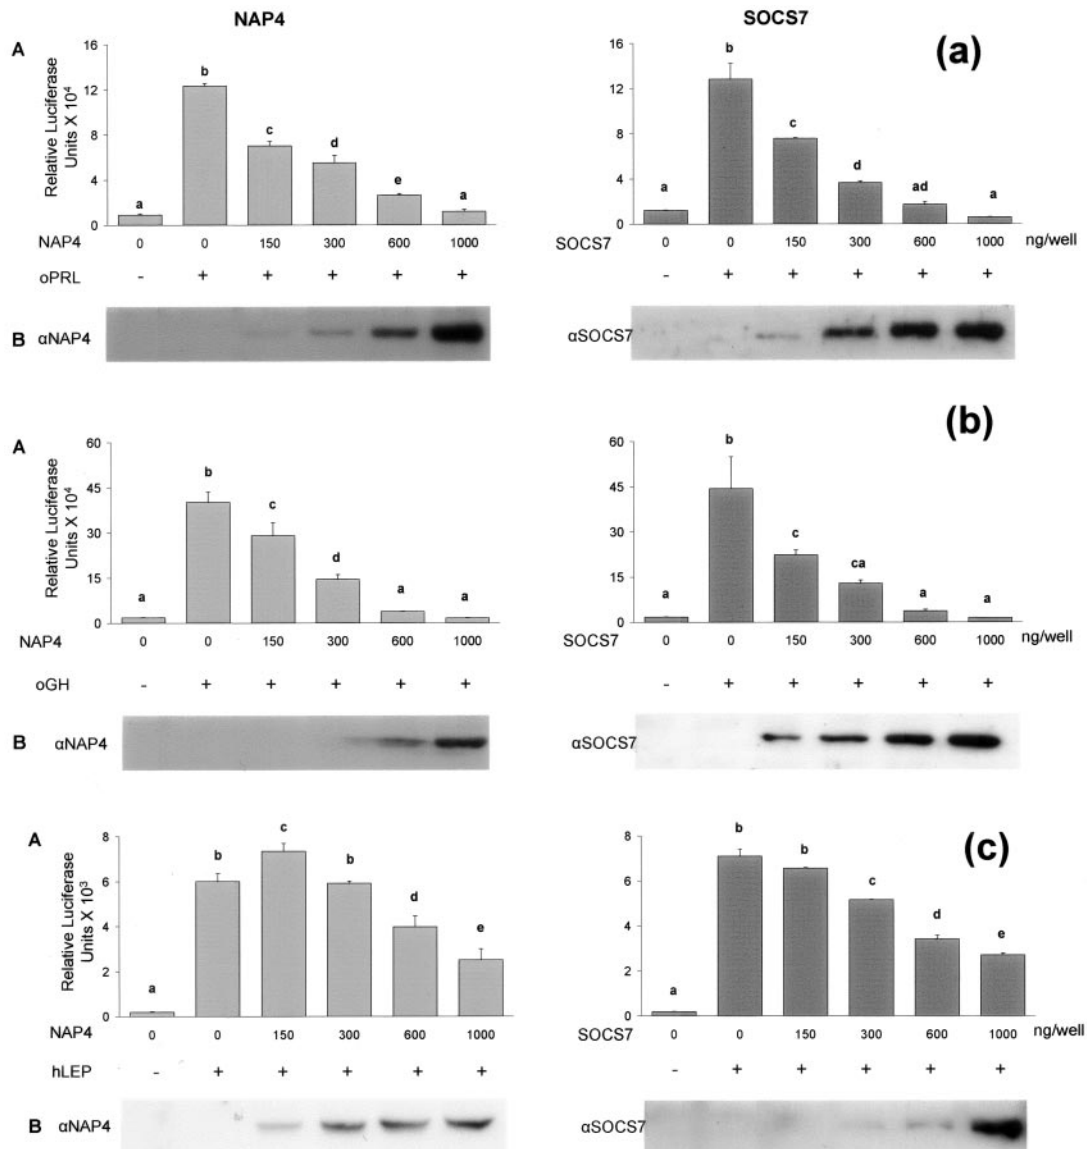 NAP4 SOCS7
(a)
A
Relative Luciferase
Units X 10⁴
16 12 8 4 0
a b c d e a
NAP4 0 0 150 300 600 1000
oPRL - + + + + +
B αNAP4
16 12 8 4 0
a b c d ad a
SOCS7 0 0 150 300 600 1000 ng/well
- + + + + +
αSOCS7
(b)
A
Relative Luciferase
Units X 10⁴
60 45 30 15 0
a b c d a a
NAP4 0 0 150 300 600 1000
oGH - + + + + +
B αNAP4
60 45 30 15 0
a b c ca a a
SOCS7 0 0 150 300 600 1000 ng/well
- + + + + +
αSOCS7
(c)
A
Relative Luciferase
Units X 10³
8 6 4 2 0
a b c b d e
NAP4 0 0 150 300 600 1000
hLEP - + + + + +
B αNAP4
8 6 4 2 0
a b b c d e
SOCS7 0 0 150 300 600 1000 ng/well
- + + + + +
αSOCS7